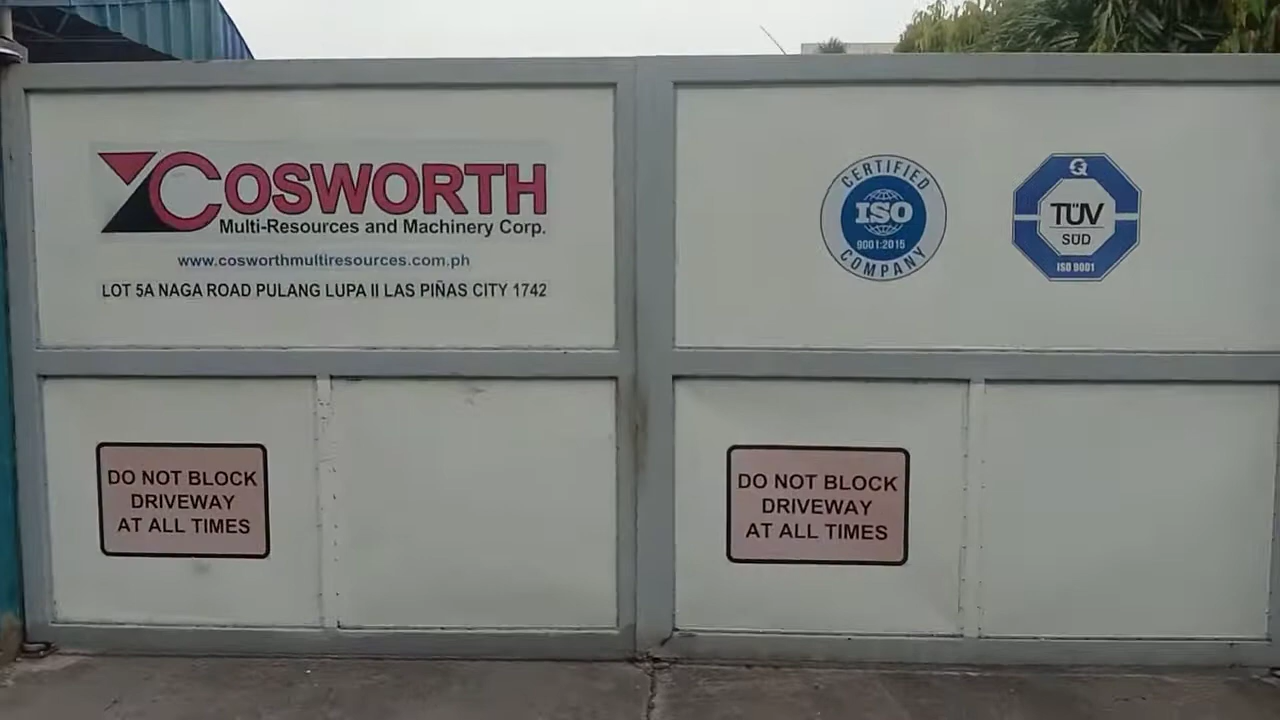 COSWORTH
Multi-Resources and Machinery Corp.
www.cosworthmultiresources.com.ph
LOT 5A NAGA ROAD PULANG LUPA II LAS PIÑAS CITY 1742
CERTIFIED
ISO
9001:2015
COMPANY
Q
TÜV
SÜD
ISO 9001
DO NOT BLOCK
DRIVEWAY
AT ALL TIMES
DO NOT BLOCK
DRIVEWAY
AT ALL TIMES